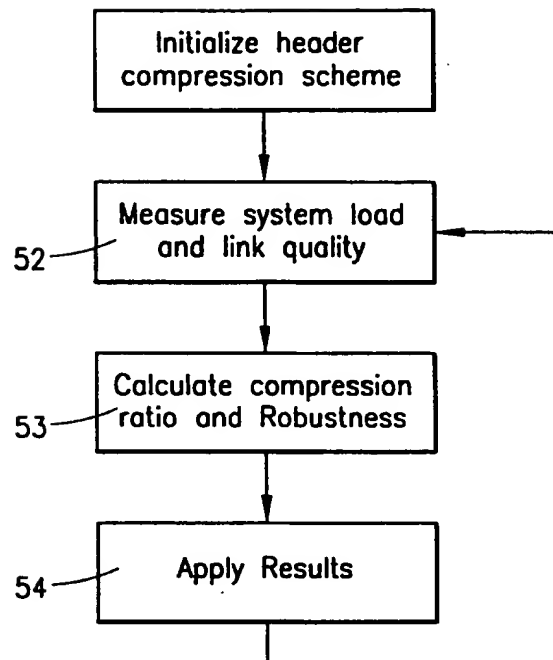 Initialize header
compression scheme
Measure system load
and link quality
52
Calculate compression
ratio and Robustness
53
Apply Results
54